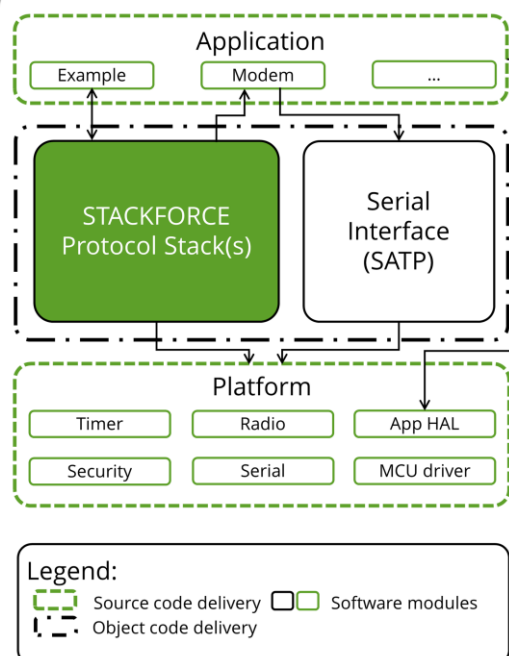 Application
Example
Modem
...
STACKFORCE
Protocol Stack(s)
Serial
Interface
(SATP)
Platform
Timer
Radio
App HAL
Security
Serial
MCU driver
Legend:
Source code delivery
Software modules
Object code delivery